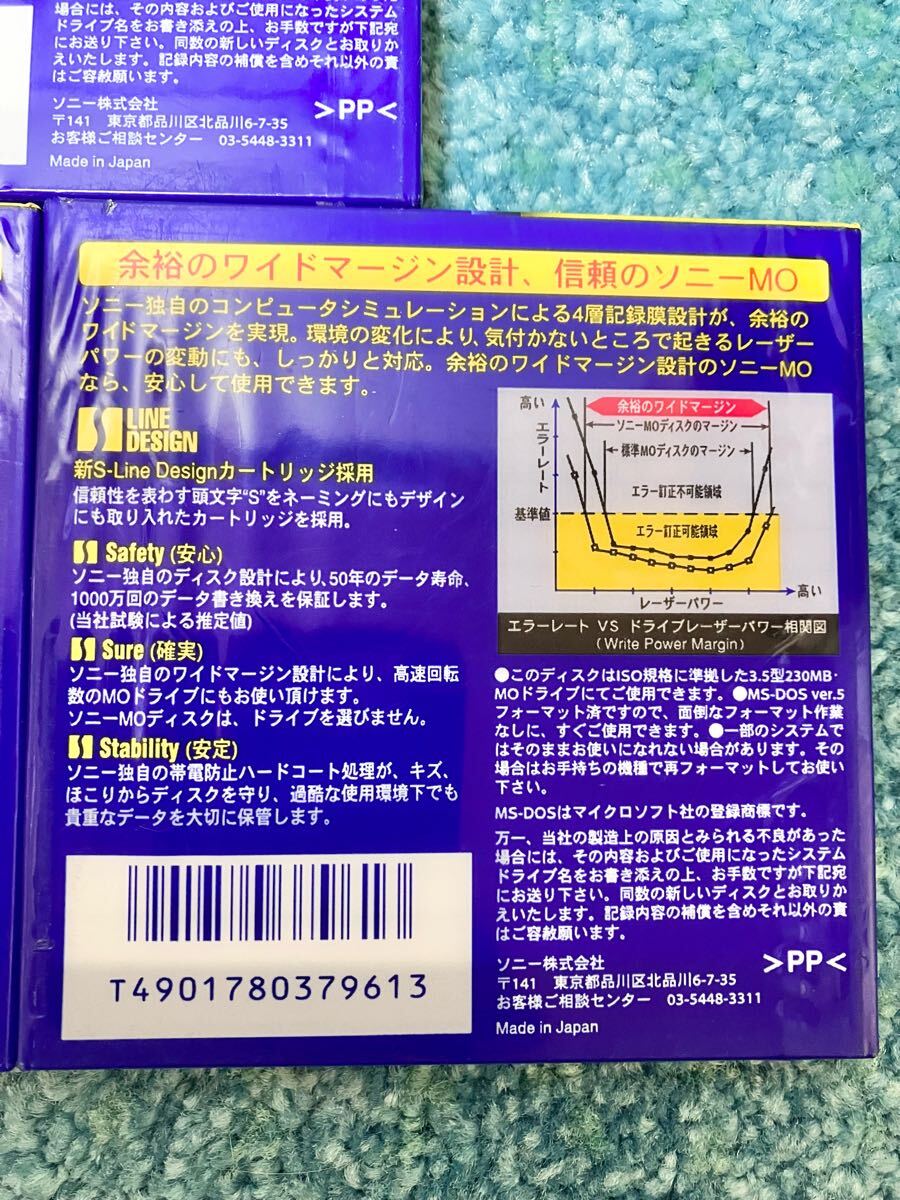 場合には、その内容およびご使用になったシステム
ドライブ名をお書き添えの上、お手数ですが下記宛
にお送り下さい。同数の新しいディスクとお取りか
えいたします。記録内容の補償を含めそれ以外の責
はご容赦願います。
ソニー株式会社
〒141 東京都品川区北品川6-7-35
お客様ご相談センター 03-5448-3311
>PP<
Made in Japan
余裕のワイドマージン設計、信頼のソニーMO
ソニー独自のコンピュータシミュレーションによる4層記録膜設計が、余裕の
ワイドマージンを実現。環境の変化により、気付かないところで起きるレーザー
パワーの変動にも、しっかりと対応。余裕のワイドマージン設計のソニーMO
なら、安心して使用できます。
S LINE
DESIGN
新S-Line Designカートリッジ採用
信頼性を表わす頭文字“S”をネーミングにもデザイン
にも取り入れたカートリッジを採用。
S Safety (安心)
ソニー独自のディスク設計により、50年のデータ寿命、
1000万回のデータ書き換えを保証します。
(当社試験による推定値)
S Sure (確実)
ソニー独自のワイドマージン設計により、高速回転
数のMOドライブにもお使い頂けます。
ソニーMOディスクは、ドライブを選びません。
S Stability (安定)
ソニー独自の帯電防止ハードコート処理が、キズ、
ほこりからディスクを守り、過酷な使用環境下でも
貴重なデータを大切に保管します。
T4901780379613
高い
エラーレート
基準値
余裕のワイドマージン
ソニーMOディスクのマージン
標準MOディスクのマージン
エラー訂正不可能領域
エラー訂正可能領域
高い
レーザーパワー
エラーレート VS ドライブレーザーパワー相関図
(Write Power Margin)
●このディスクはISO規格に準拠した3.5型230MB・
MOドライブにてご使用できます。●MS-DOS ver.5
フォーマット済ですので、面倒なフォーマット作業
なしに、すぐご使用できます。●一部のシステムで
はそのままお使いになれない場合があります。その
場合はお手持ちの機種で再フォーマットしてお使い
下さい。
MS-DOSはマイクロソフト社の登録商標です。
万一、当社の製造上の原因とみられる不良があった
場合には、その内容およびご使用になったシステム
ドライブ名をお書き添えの上、お手数ですが下記宛
にお送り下さい。同数の新しいディスクとお取りか
えいたします。記録内容の補償を含めそれ以外の責
はご容赦願います。
ソニー株式会社
〒141 東京都品川区北品川6-7-35
お客様ご相談センター 03-5448-3311
>PP<
Made in Japan